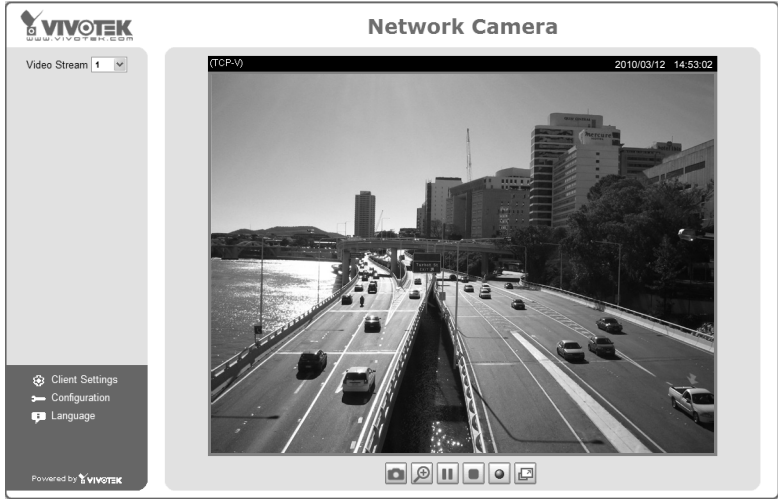 VIVOTEK
www.vivotek.com
Network Camera
Video Stream 1
(TCP-V)
2010/03/12 14:53:02
Mercure
Client Settings
Configuration
Language
Powered by VIVOTEK